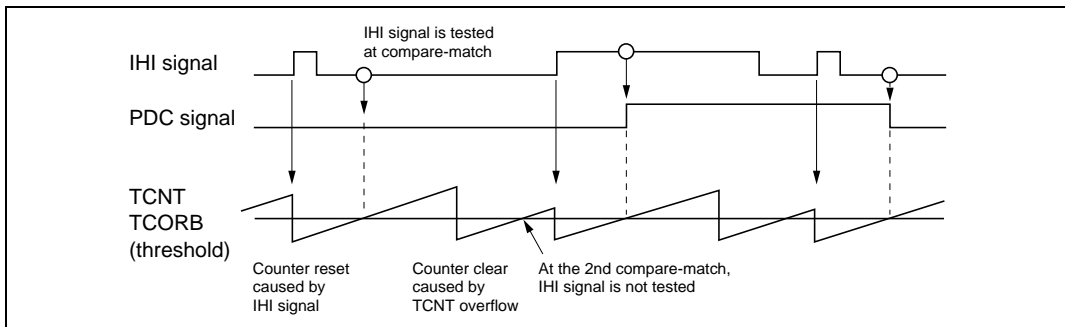 IHI signal is tested
at compare-match
IHI signal
PDC signal
TCNT
TCORB
(threshold)
Counter reset
caused by
IHI signal
Counter clear
caused by
TCNT overflow
At the 2nd compare-match,
IHI signal is not tested